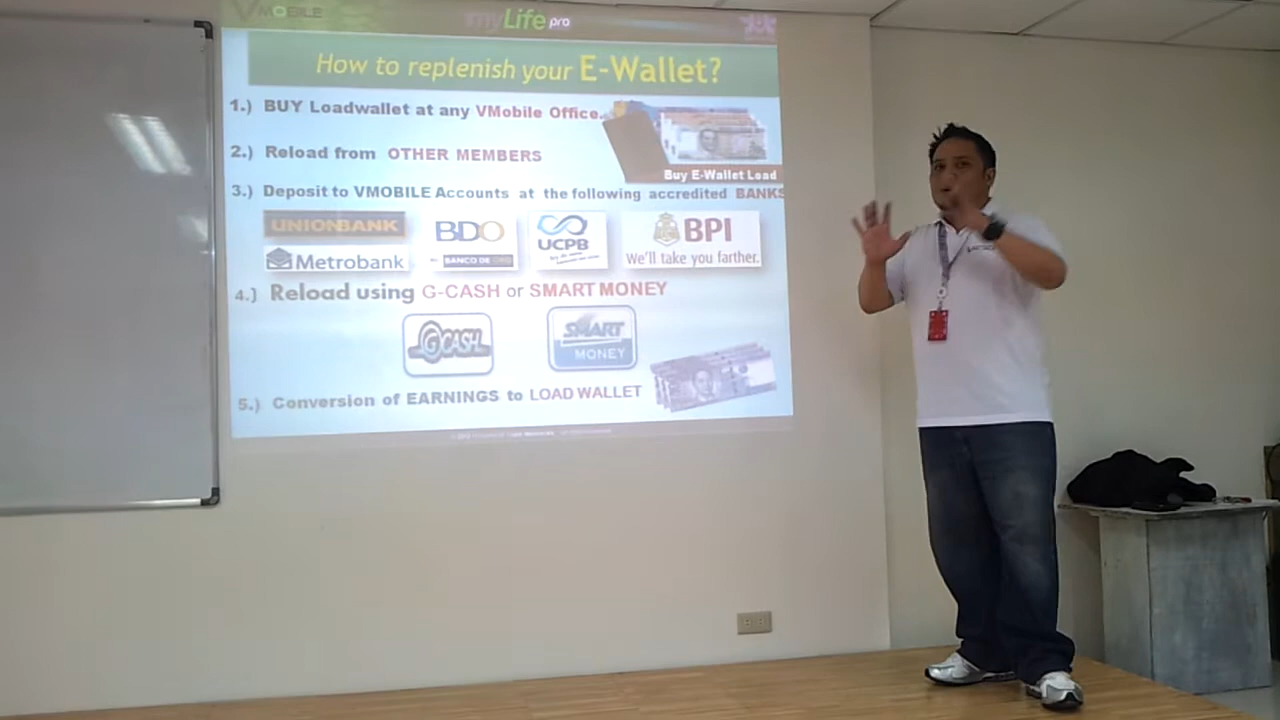 VMOBILE
myLife pro
How to replenish your E-Wallet?
1.) BUY Loadwallet at any VMobile Office.
2.) Reload from OTHER MEMBERS
Buy E-Wallet Load
3.) Deposit to VMOBILE Accounts at the following accredited BANKS
UNIONBANK
Metrobank
BDO
BANCO DE ORO
UCPB
BPI
We'll take you farther.
4.) Reload using G-CASH or SMART MONEY
GCASH
SMART
MONEY
5.) Conversion of EARNINGS to LOAD WALLET